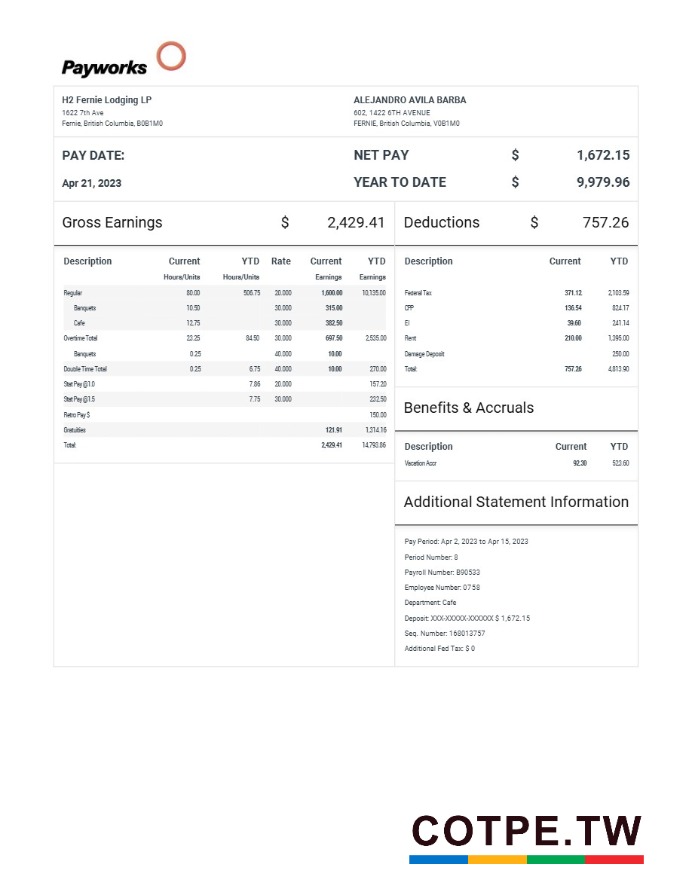 Payworks
H2 Fernie Lodging LP
1622 7th Ave
Fernie, British Columbia, B0B1M0
ALEJANDRO AVILA BARBA
602, 1422 6TH AVENUE
FERNIE, British Columbia, V0B1M0
PAY DATE:
Apr 21, 2023
NET PAY $ 1,672.15
YEAR TO DATE $ 9,979.96
Gross Earnings $ 2,429.41
Description Current YTD Rate Current YTD
Hours/Units Hours/Units Earnings Earnings
Regular 80.00 506.75 20.000 1,600.00 10,135.00
Banquets 10.50 30.000 315.00
Cafe 12.75 30.000 382.50
Overtime Total 23.25 84.50 30.000 697.50 2,535.00
Banquets 0.25 40.000 10.00
Double Time Total 0.25 6.75 40.000 10.00 270.00
Stat Pay @1.0 7.86 20.000 157.20
Stat Pay @1.5 7.75 30.000 232.50
Retro Pay $ 150.00
Gratuities 121.91 1,314.16
Total: 2,429.41 14,793.86
Deductions $ 757.26
Description Current YTD
Federal Tax 371.12 2,103.59
CPP 136.54 824.17
EI 39.60 241.14
Rent 210.00 1,395.00
Damage Deposit 250.00
Total: 757.26 4,813.90
Benefits & Accruals
Description Current YTD
Vacation Accr 92.30 523.60
Additional Statement Information
Pay Period: Apr 2, 2023 to Apr 15, 2023
Period Number: 8
Payroll Number: B90533
Employee Number: 0758
Department: Cafe
Deposit: XXX-XXXXX-XXXXXX $ 1,672.15
Seq. Number: 168013757
Additional Fed Tax: $ 0
COTPE.TW